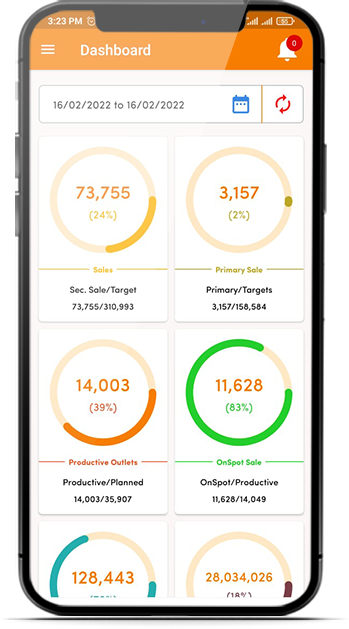 3:23 PM 55
Dashboard 0
16/02/2022 to 16/02/2022
73,755
(24%)
Sales
Sec. Sale/Target
73,755/310,993
3,157
(2%)
Primary Sale
Primary/Targets
3,157/158,584
14,003
(39%)
Productive Outlets
Productive/Planned
14,003/35,907
11,628
(83%)
OnSpot Sale
OnSpot/Productive
11,628/14,049
128,443
28,034,026
(18%)